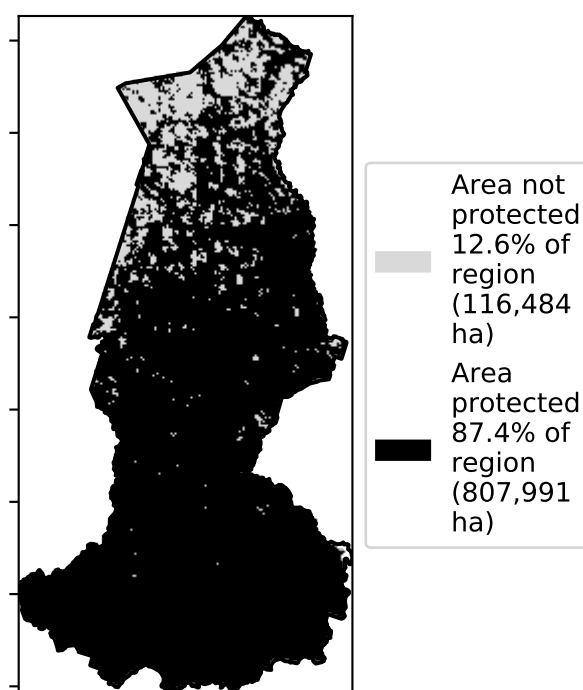 Area not
protected
12.6% of
region
(116,484
ha)
Area
protected
87.4% of
region
(807,991
ha)